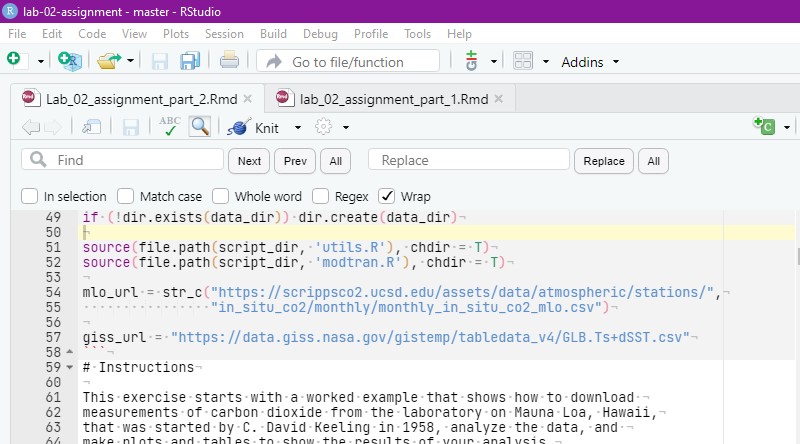 lab-02-assignment - master - RStudio
File Edit Code View Plots Session Build Debug Profile Tools Help
Go to file/function Addins
Lab_02_assignment_part_2.Rmd lab_02_assignment_part_1.Rmd
ABC Knit
Find Next Prev All Replace Replace All
In selection Match case Whole word Regex Wrap
49 if (!dir.exists(data_dir)) dir.create(data_dir)
50
51 source(file.path(script_dir, 'utils.R'), chdir = T)
52 source(file.path(script_dir, 'modtran.R'), chdir = T)
53
54 mlo_url = str_c("https://scrippsco2.ucsd.edu/assets/data/atmospheric/stations/",
55 "in_situ_co2/monthly/monthly_in_situ_co2_mlo.csv")
56
57 giss_url = "https://data.giss.nasa.gov/gistemp/tabledata_v4/GLB.Ts+dSST.csv"
58 ```
59 # Instructions
60
61 This exercise starts with a worked example that shows how to download
62 measurements of carbon dioxide from the laboratory on Mauna Loa, Hawaii,
63 that was started by C. David Keeling in 1958, analyze the data, and
64 make plots and tables to show the results of your analysis.